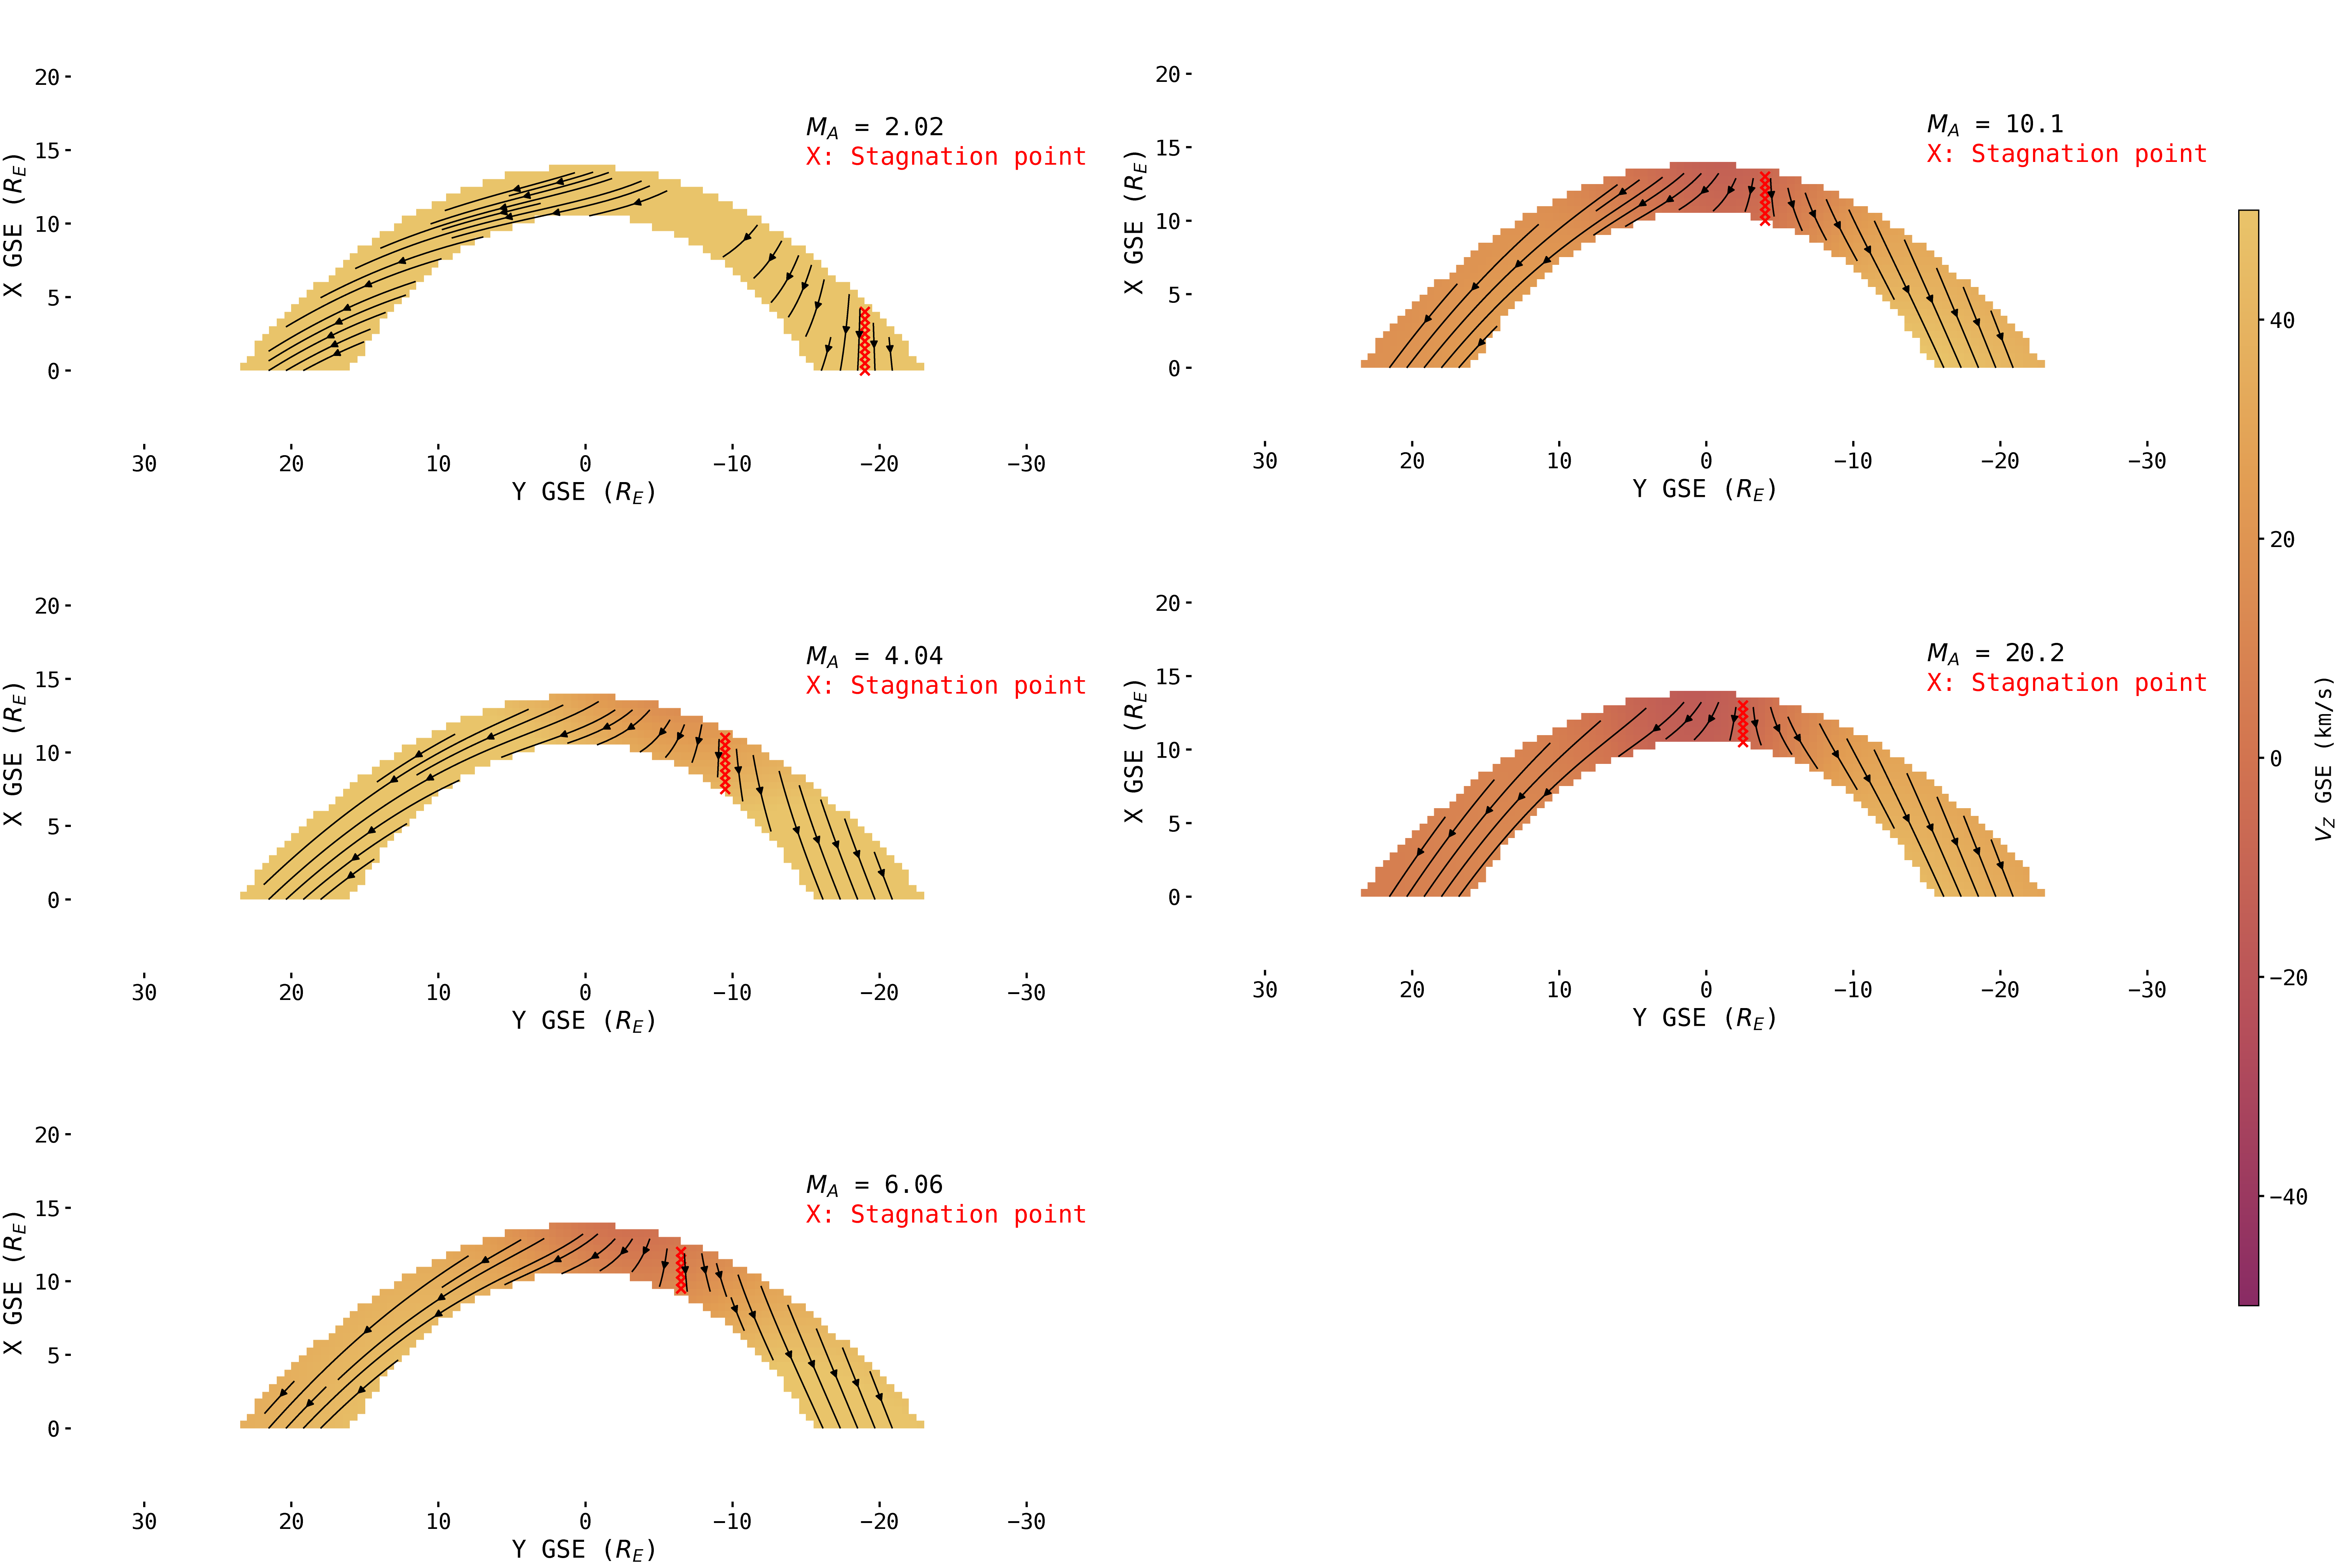 20
15
10
5
0
X GSE (R_E)
M_A = 2.02
X: Stagnation point
30 20 10 0 −10 −20 −30
Y GSE (R_E)
20
15
10
5
0
X GSE (R_E)
M_A = 10.1
X: Stagnation point
30 20 10 0 −10 −20 −30
Y GSE (R_E)
20
15
10
5
0
X GSE (R_E)
M_A = 4.04
X: Stagnation point
30 20 10 0 −10 −20 −30
Y GSE (R_E)
20
15
10
5
0
X GSE (R_E)
M_A = 20.2
X: Stagnation point
30 20 10 0 −10 −20 −30
Y GSE (R_E)
20
15
10
5
0
X GSE (R_E)
M_A = 6.06
X: Stagnation point
30 20 10 0 −10 −20 −30
Y GSE (R_E)
40
20
0
−20
−40
V_Z GSE (km/s)